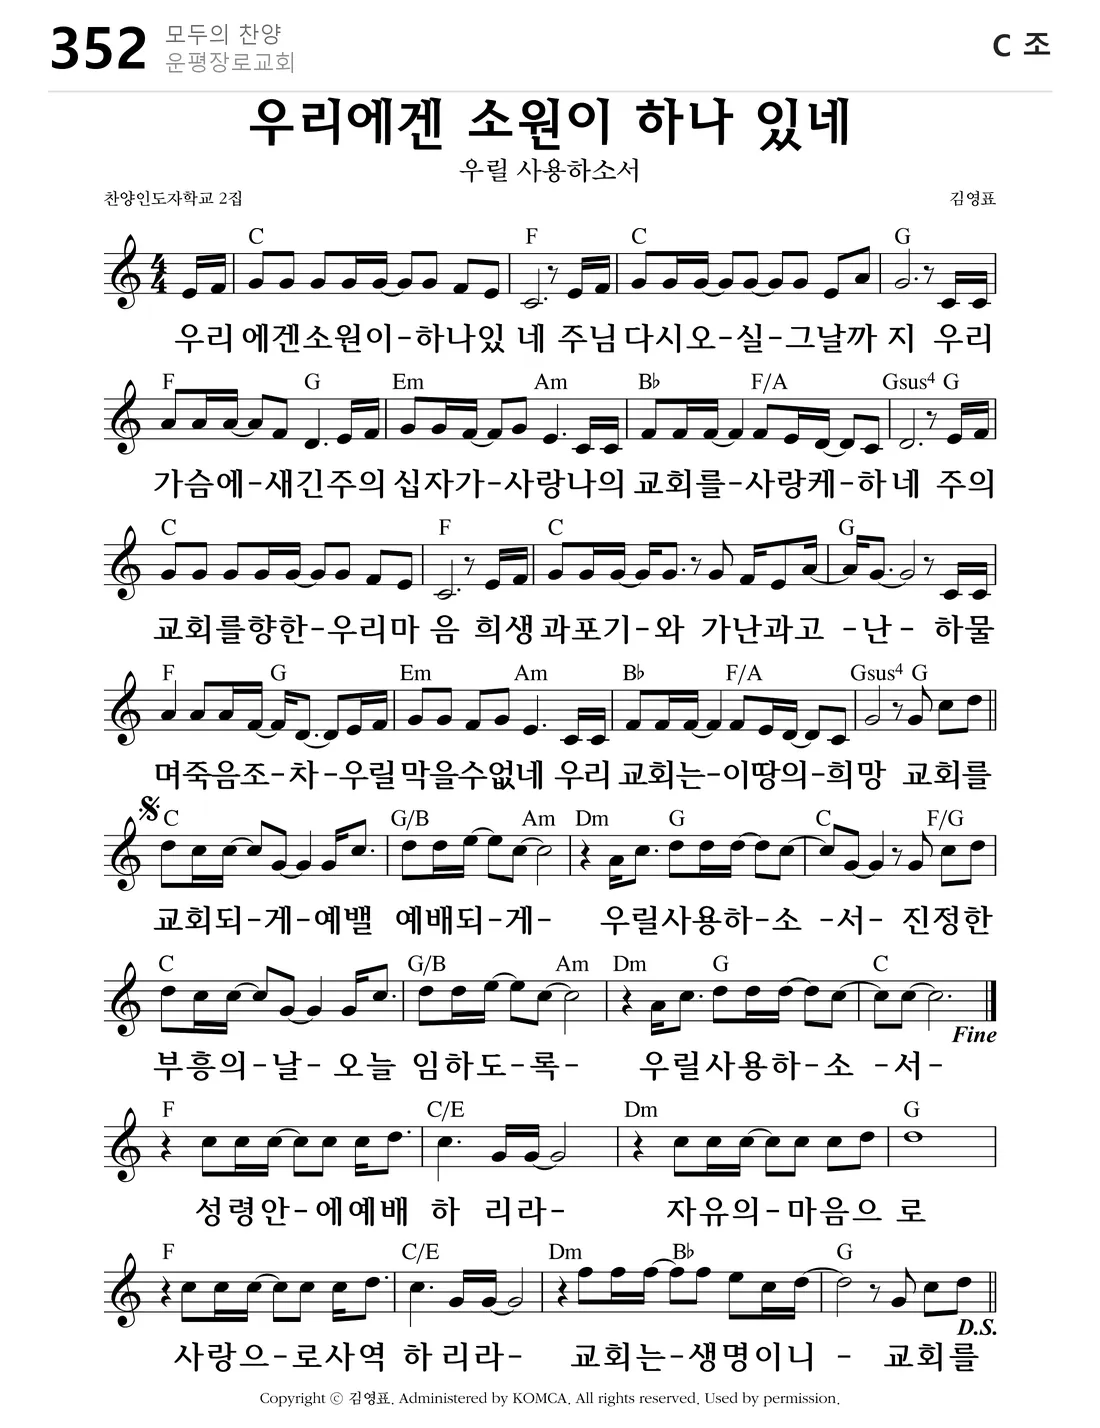 352 모두의 찬양
운평장로교회
C 조
우리에겐 소원이 하나 있네
우릴 사용하소서
찬양인도자학교 2집 김영표
C F C G
우리 에겐소원이-하나있 네 주님 다시오-실-그날까 지 우리
F G Em Am B♭ F/A Gsus4 G
가슴에-새긴주의 십자가-사랑나의 교회를-사랑케-하 네 주의
C F C G
교회를향한-우리마 음 희생 과포기-와 가난과고 -난- 하물
F G Em Am B♭ F/A Gsus4 G
며죽음조-차-우릴 막을수없네 우리 교회는-이땅의-희망 교회를
C G/B Am Dm G C F/G
교회되-게-예밸 예배되-게- 우릴사용하-소 -서- 진정한
C G/B Am Dm G C
Fine
부흥의-날- 오늘 임하도-록- 우릴사용하-소 -서-
F C/E Dm G
성령안-에예배 하 리라- 자유의-마음으 로
F C/E Dm B♭ G
D.S.
사랑으-로사역 하 리라- 교회는-생명이니 - 교회를
Copyright ⓒ 김영표. Administered by KOMCA. All rights reserved. Used by permission.